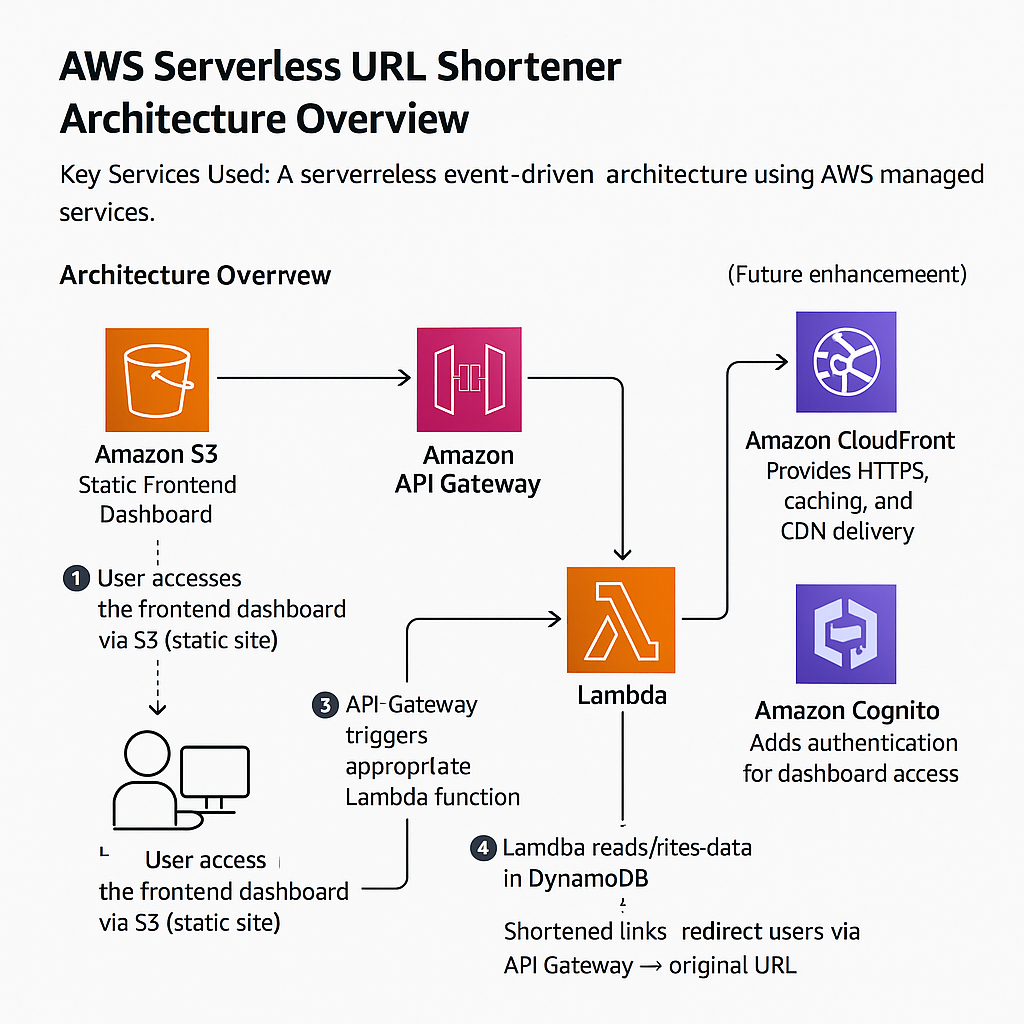 AWS Serverless URL Shortener
Architecture Overview
Key Services Used: A serverreless event-driven architecture using AWS managed
services.
Architecture Overrvew
(Future enhancemeent)
Amazon S3
Static Frontend
Dashboard
Amazon
API Gateway
Amazon CloudFront
Provides HTTPS,
caching, and
CDN delivery
1 User accesses
the frontend dashboard
via S3 (static site)
Lambda
Amazon Cognito
Adds authentication
for dashboard access
3 API-Gateway
triggers
approprlate
Lambda function
User access
the frontend dashboard
via S3 (static site)
4 Lamdba reads/rites-data
in DynamoDB
Shortened links redirect users via
API Gateway → original URL